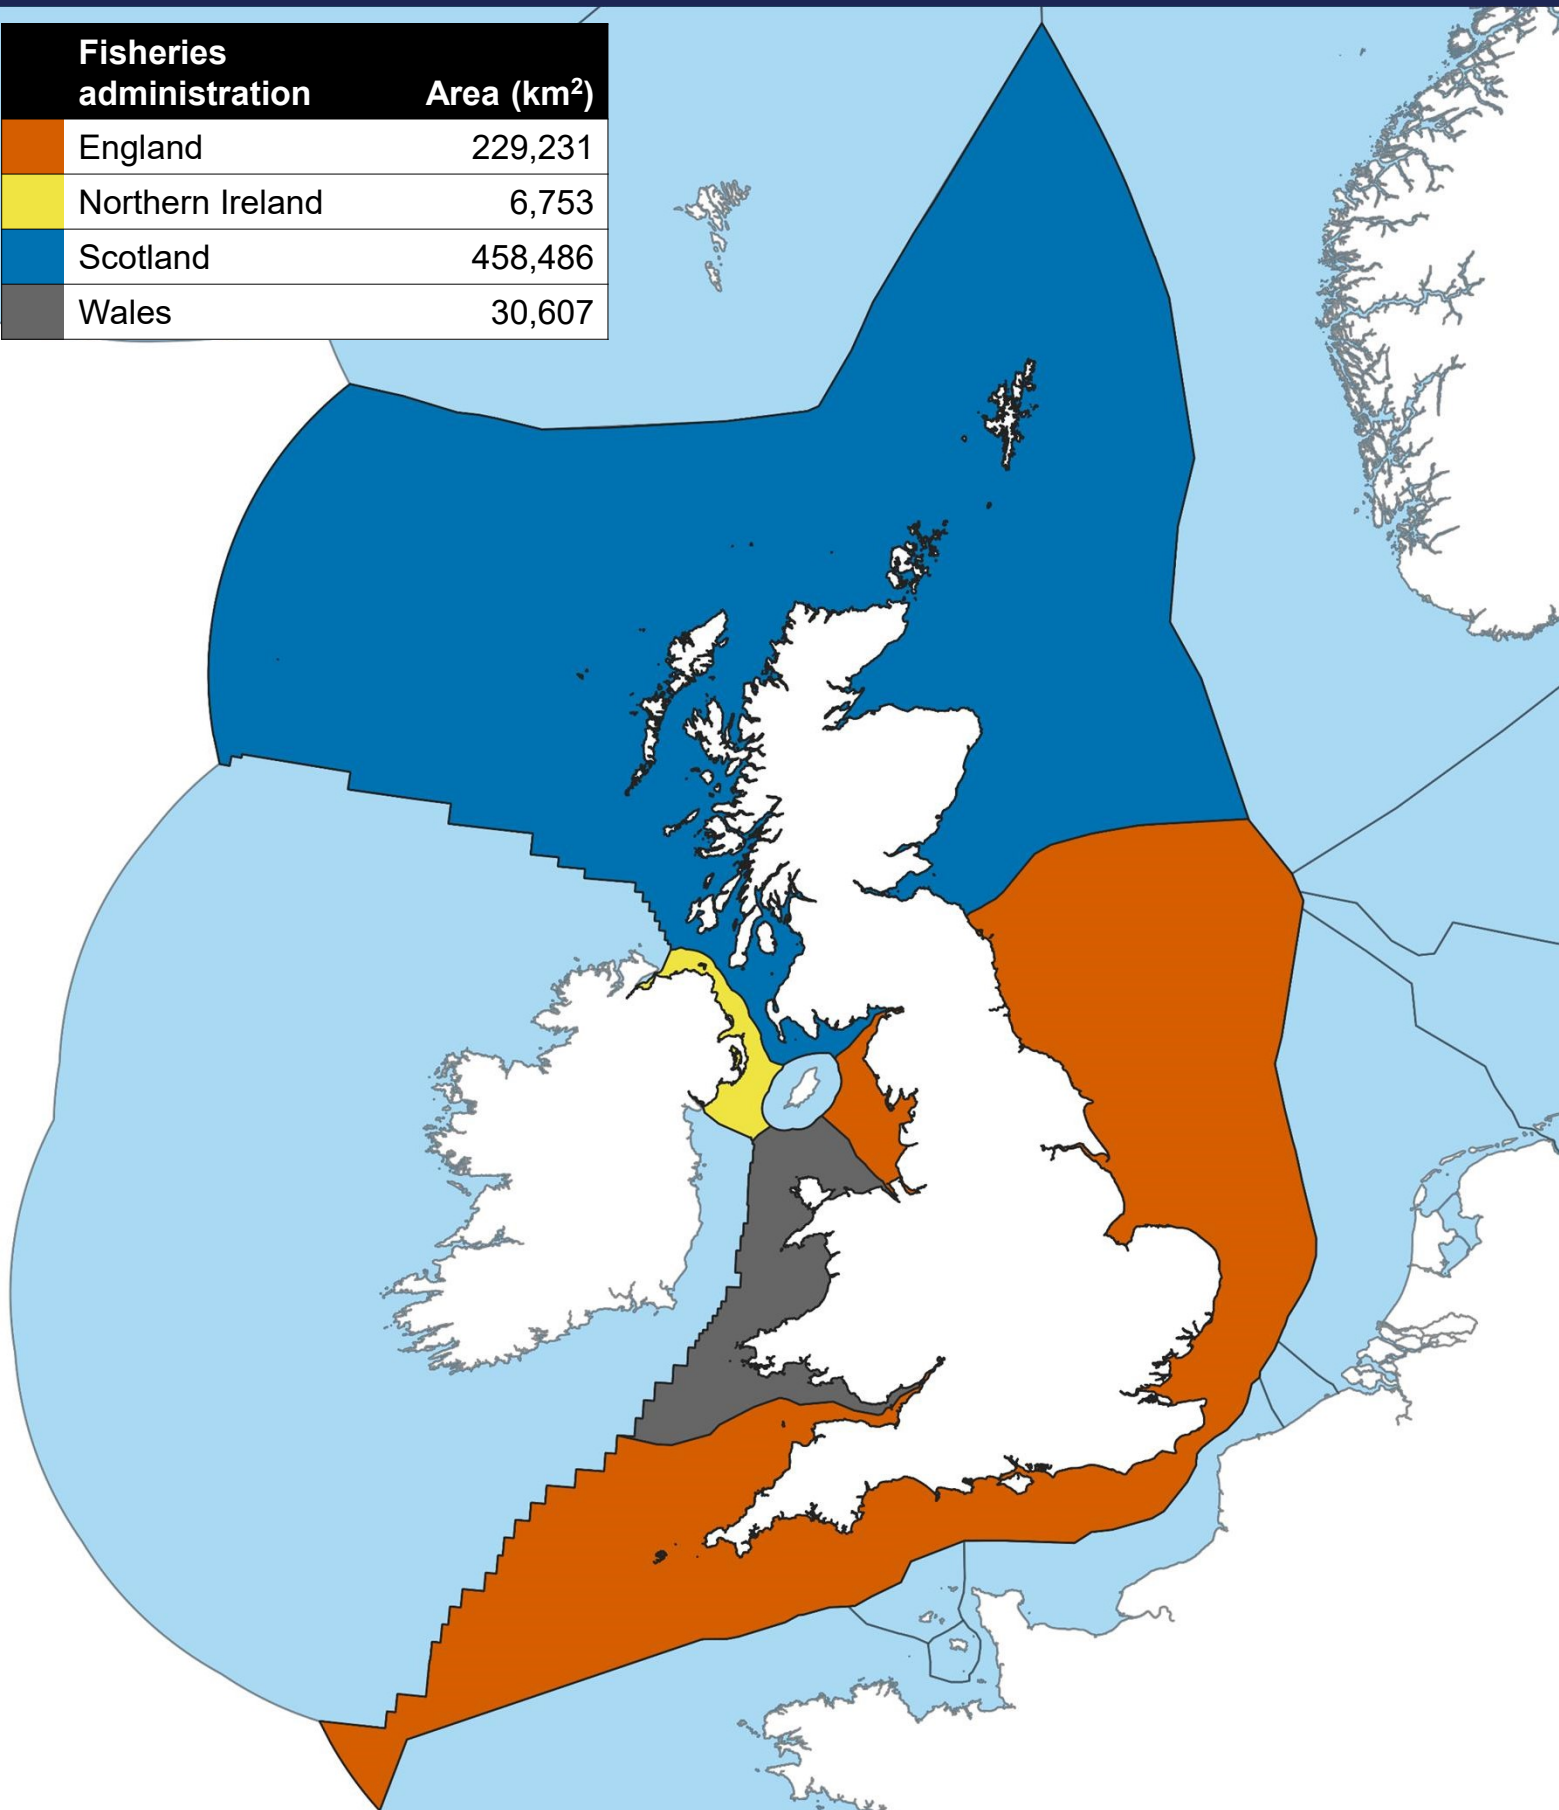 Fisheries
administration Area (km²)
England 229,231
Northern Ireland 6,753
Scotland 458,486
Wales 30,607